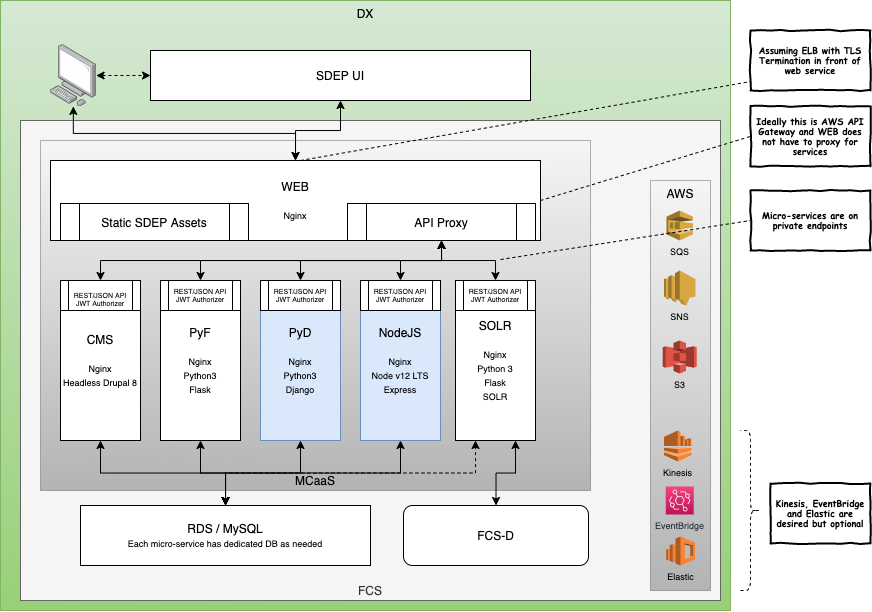 DX
SDEP UI
Assuming ELB with TLS
Termination in front of
web service
Ideally this is AWS API
Gateway and WEB does
not have to proxy for
services
WEB
Nginx
Static SDEP Assets
API Proxy
AWS
SQS
SNS
S3
Kinesis
EventBridge
Elastic
Micro-services are on
private endpoints
REST/JSON API
JWT Authorizer
CMS
Nginx
Headless Drupal 8
REST/JSON API
JWT Authorizer
PyF
Nginx
Python3
Flask
REST/JSON API
JWT Authorizer
PyD
Nginx
Python3
Django
REST/JSON API
JWT Authorizer
NodeJS
Nginx
Node v12 LTS
Express
REST/JSON API
JWT Authorizer
SOLR
Nginx
Python 3
Flask
SOLR
MCaaS
RDS / MySQL
Each micro-service has dedicated DB as needed
FCS-D
Kinesis, EventBridge
and Elastic are
desired but optional
FCS